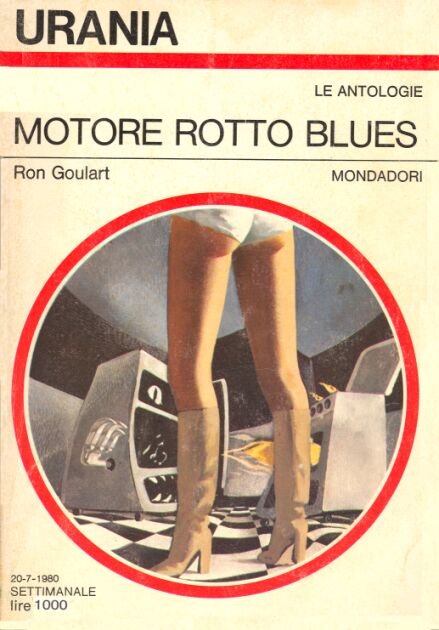 URANIA
LE ANTOLOGIE
MOTORE ROTTO BLUES
Ron Goulart
MONDADORI
20-7-1980
SETTIMANALE
lire 1000